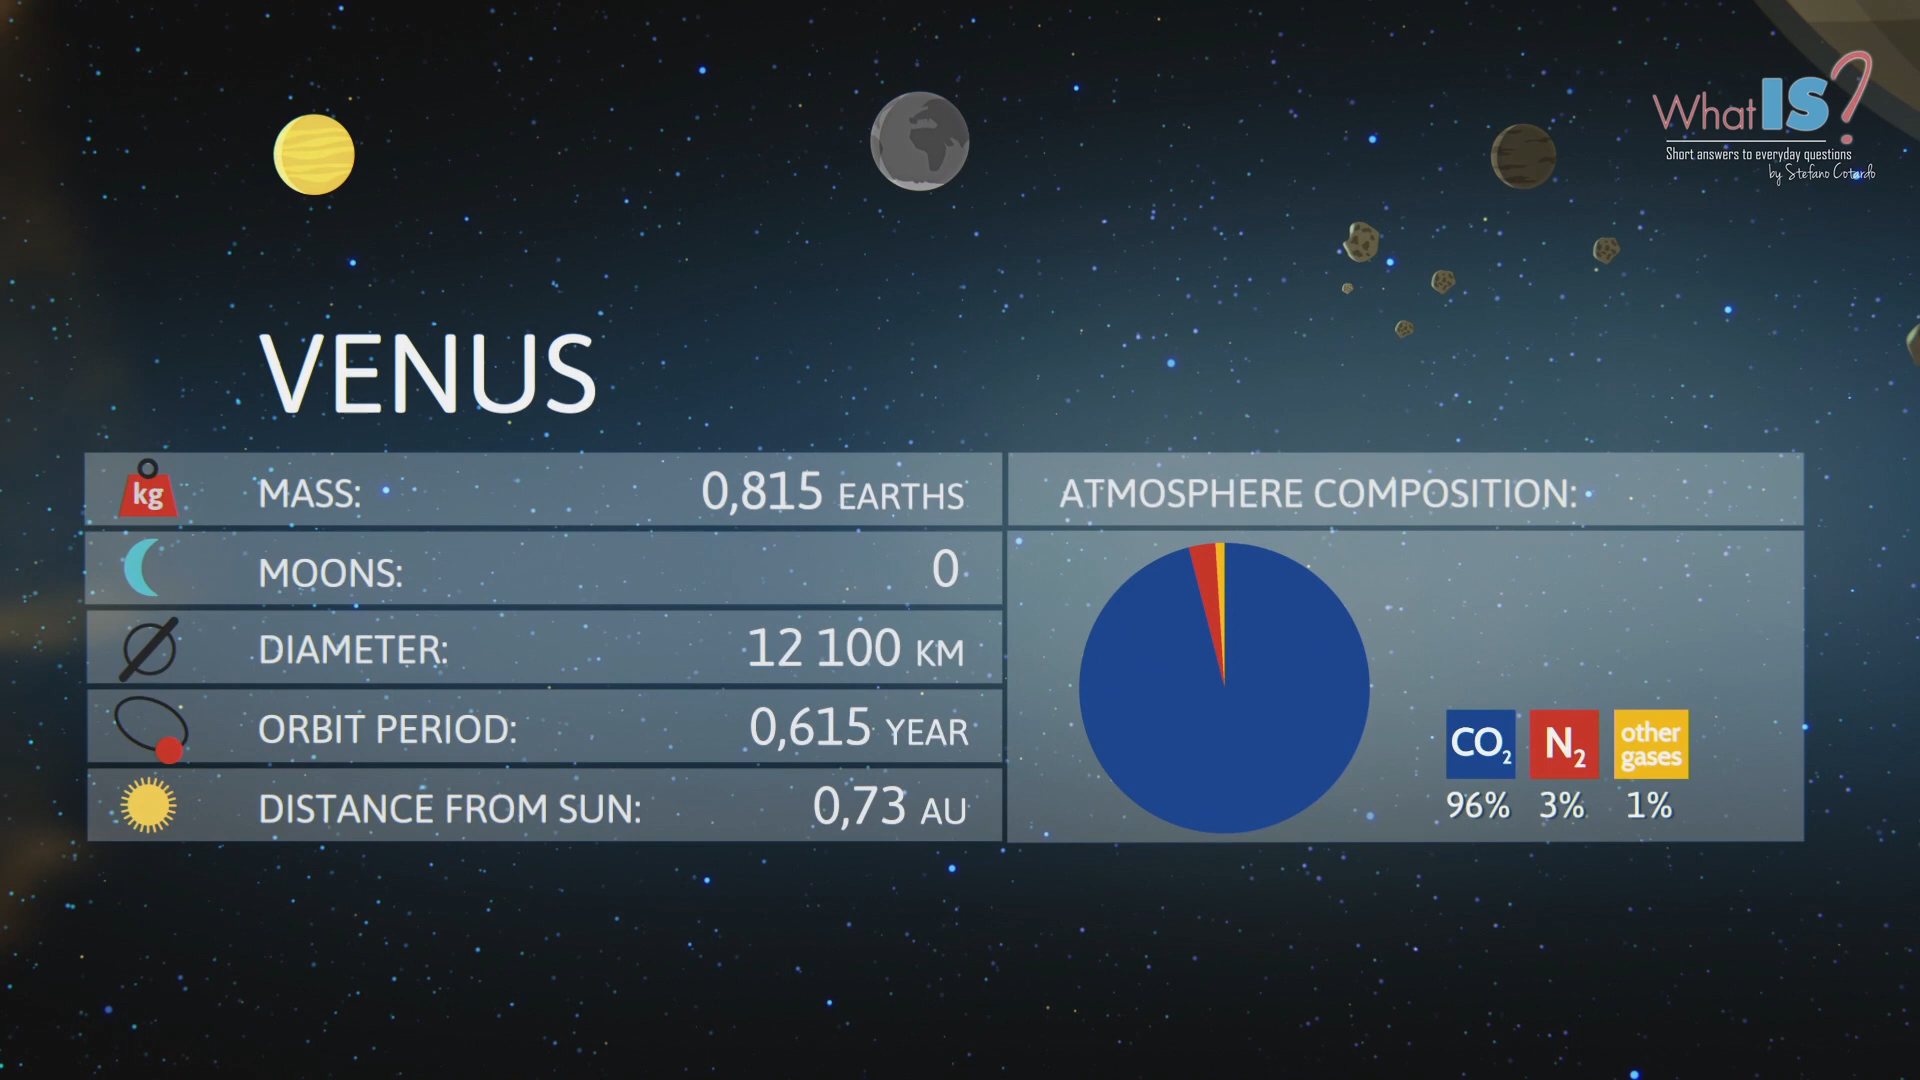 What IS?
Short answers to everyday questions
by Stefano Cotardo
VENUS
kg MASS: 0,815 EARTHS
MOONS: 0
DIAMETER: 12 100 KM
ORBIT PERIOD: 0,615 YEAR
DISTANCE FROM SUN: 0,73 AU
ATMOSPHERE COMPOSITION:
CO₂ N₂ other gases
96% 3% 1%